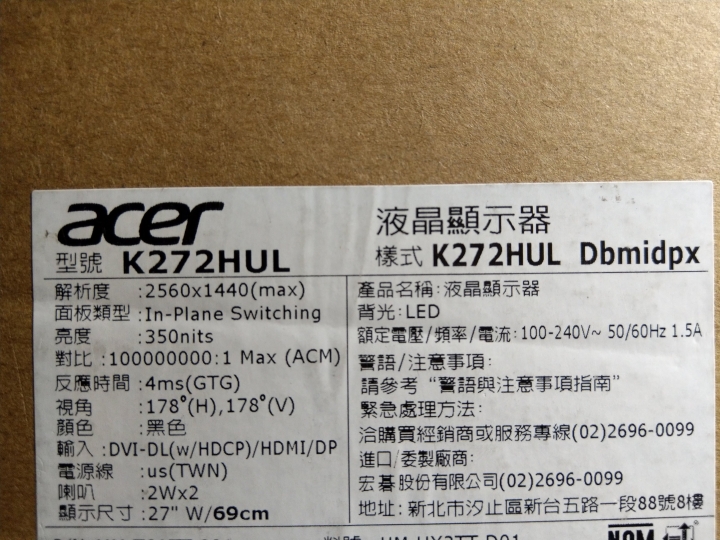 acer
型號 K272HUL
解析度 :2560x1440(max)
面板類型 :In-Plane Switching
亮度 :350nits
對比 :100000000:1 Max (ACM)
反應時間 :4ms(GTG)
視角 :178°(H),178°(V)
顏色 :黑色
輸入 :DVI-DL(w/HDCP)/HDMI/DP
電源線 :us(TWN)
喇叭 :2Wx2
顯示尺寸 :27" W/69cm
液晶顯示器
樣式 K272HUL Dbmidpx
產品名稱:液晶顯示器
背光:LED
額定電壓/頻率/電流:100-240V~ 50/60Hz 1.5A
警語/注意事項:
請參考“警語與注意事項指南”
緊急處理方法:
洽購買經銷商或服務專線(02)2696-0099
進口/委製廠商:
宏碁股份有限公司(02)2696-0099
地址:新北市汐止區新台五路一段88號8樓